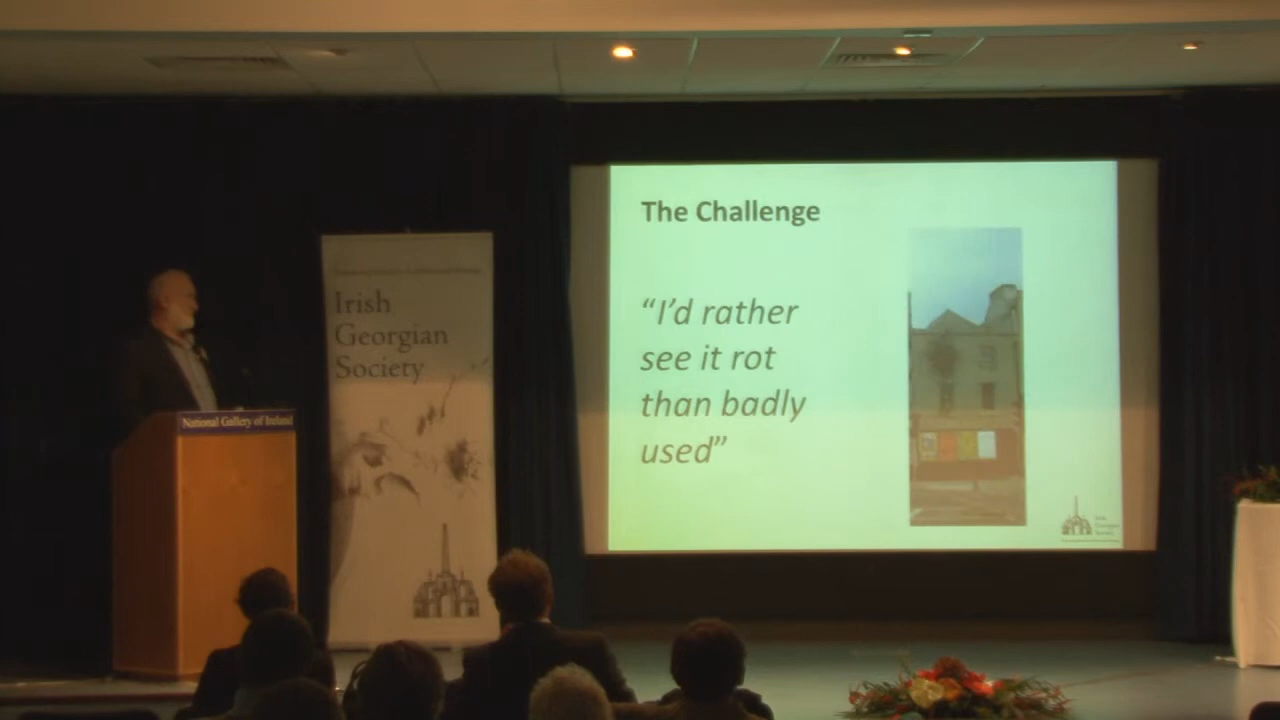 The Challenge
“I’d rather
see it rot
than badly
used”
Irish
Georgian
Society
National Gallery of Ireland